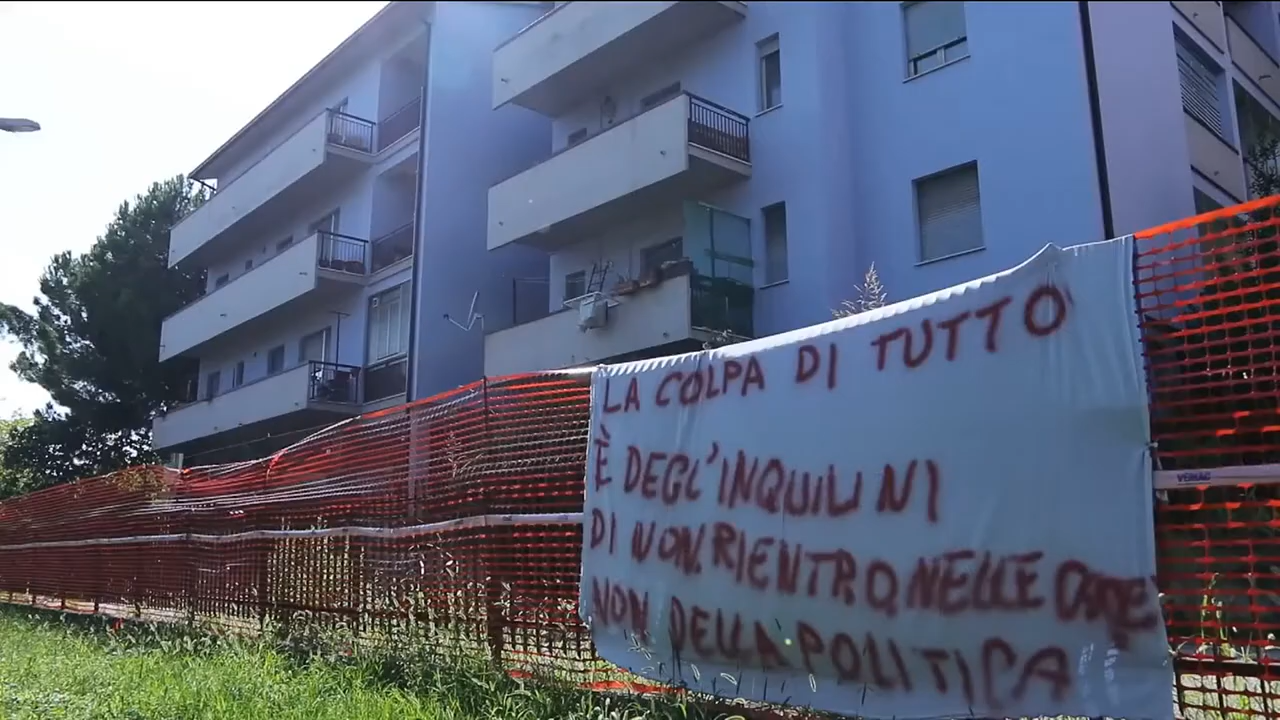 LA COLPA DI TUTTO
È DEGL'INQUILINI
DI NON RIENTRO NELLE CASE
NON DELLA POLITICA